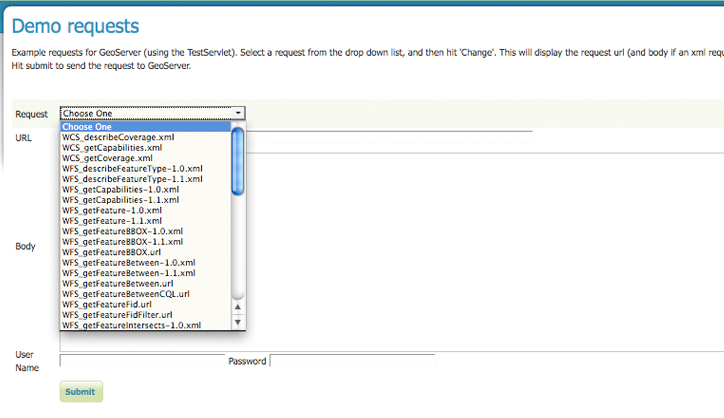 Demo requests
Example requests for GeoServer (using the TestServlet). Select a request from the drop down list, and then hit 'Change'. This will display the request url (and body if an xml
Hit submit to send the request to GeoServer.
Request Choose One
Choose One
URL
WCS_describeCoverage.xml
WCS_getCapabilities.xml
WCS_getCoverage.xml
WFS_describeFeatureType-1.0.xml
WFS_describeFeatureType-1.1.xml
WFS_getCapabilities-1.0.xml
WFS_getCapabilities-1.1.xml
WFS_getFeature-1.0.xml
WFS_getFeature-1.1.xml
WFS_getFeatureBBOX-1.0.xml
WFS_getFeatureBBOX-1.1.xml
Body
WFS_getFeatureBBOX.url
WFS_getFeatureBetween-1.0.xml
WFS_getFeatureBetween-1.1.xml
WFS_getFeatureBetween.url
WFS_getFeatureBetweenCQL.url
WFS_getFeatureFid.url
WFS_getFeatureFidFilter.url
WFS_getFeatureIntersects-1.0.xml
User Name
Password
Submit